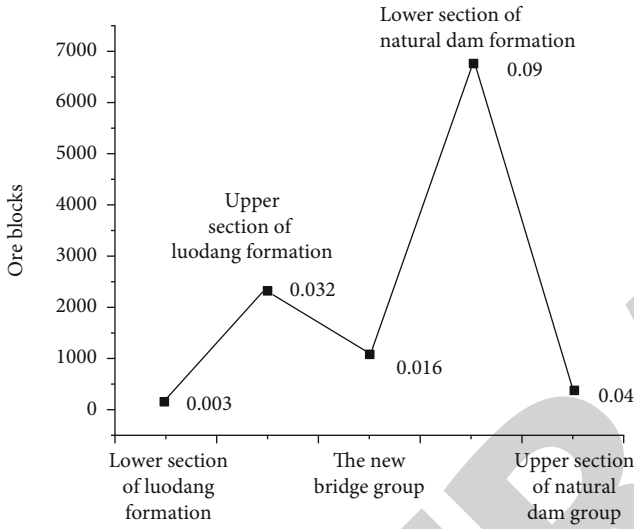 Ore blocks
7000
6000
5000
4000
3000
2000
1000
0
Lower section of
natural dam formation
0.09
Upper
section of
luodang formation
0.032
0.016
0.003
0.04
Lower section
of luodang
formation
The new
bridge group
Upper section
of natural
dam group